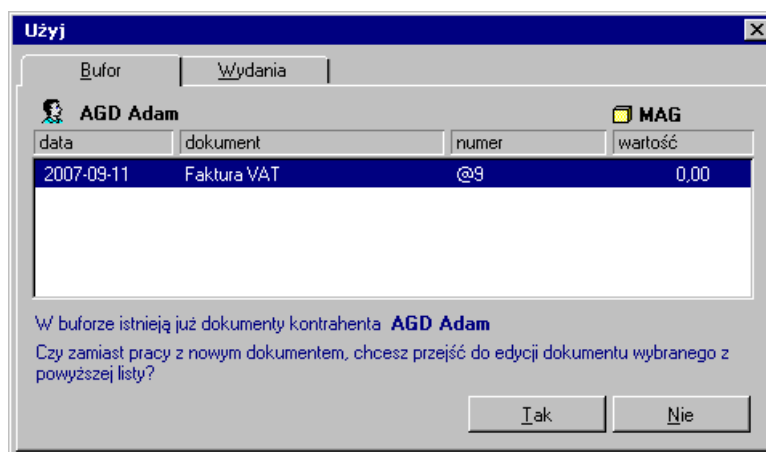 Użyj
Bufor Wydania
AGD Adam MAG
data dokument numer wartość
2007-09-11 Faktura VAT @9 0,00
W buforze istnieją już dokumenty kontrahenta AGD Adam
Czy zamiast pracy z nowym dokumentem, chcesz przejść do edycji dokumentu wybranego z
powyższej listy?
Tak Nie